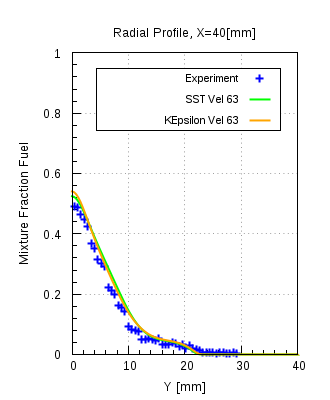 Radial Profile, X=40[mm]
Experiment
SST Vel 63
KEpsilon Vel 63
Mixture Fraction Fuel
1
0.8
0.6
0.4
0.2
0
0 10 20 30 40
Y [mm]